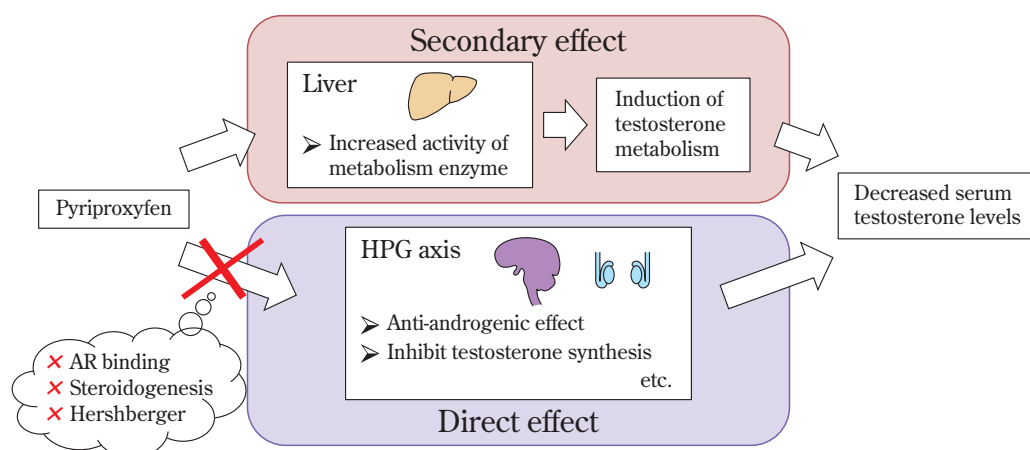 Secondary effect
Liver
➢ Increased activity of
metabolism enzyme
Induction of
testosterone
metabolism
Pyriproxyfen
Decreased serum
testosterone levels
HPG axis
➢ Anti-androgenic effect
➢ Inhibit testosterone synthesis
etc.
Direct effect
× AR binding
× Steroidogenesis
× Hershberger